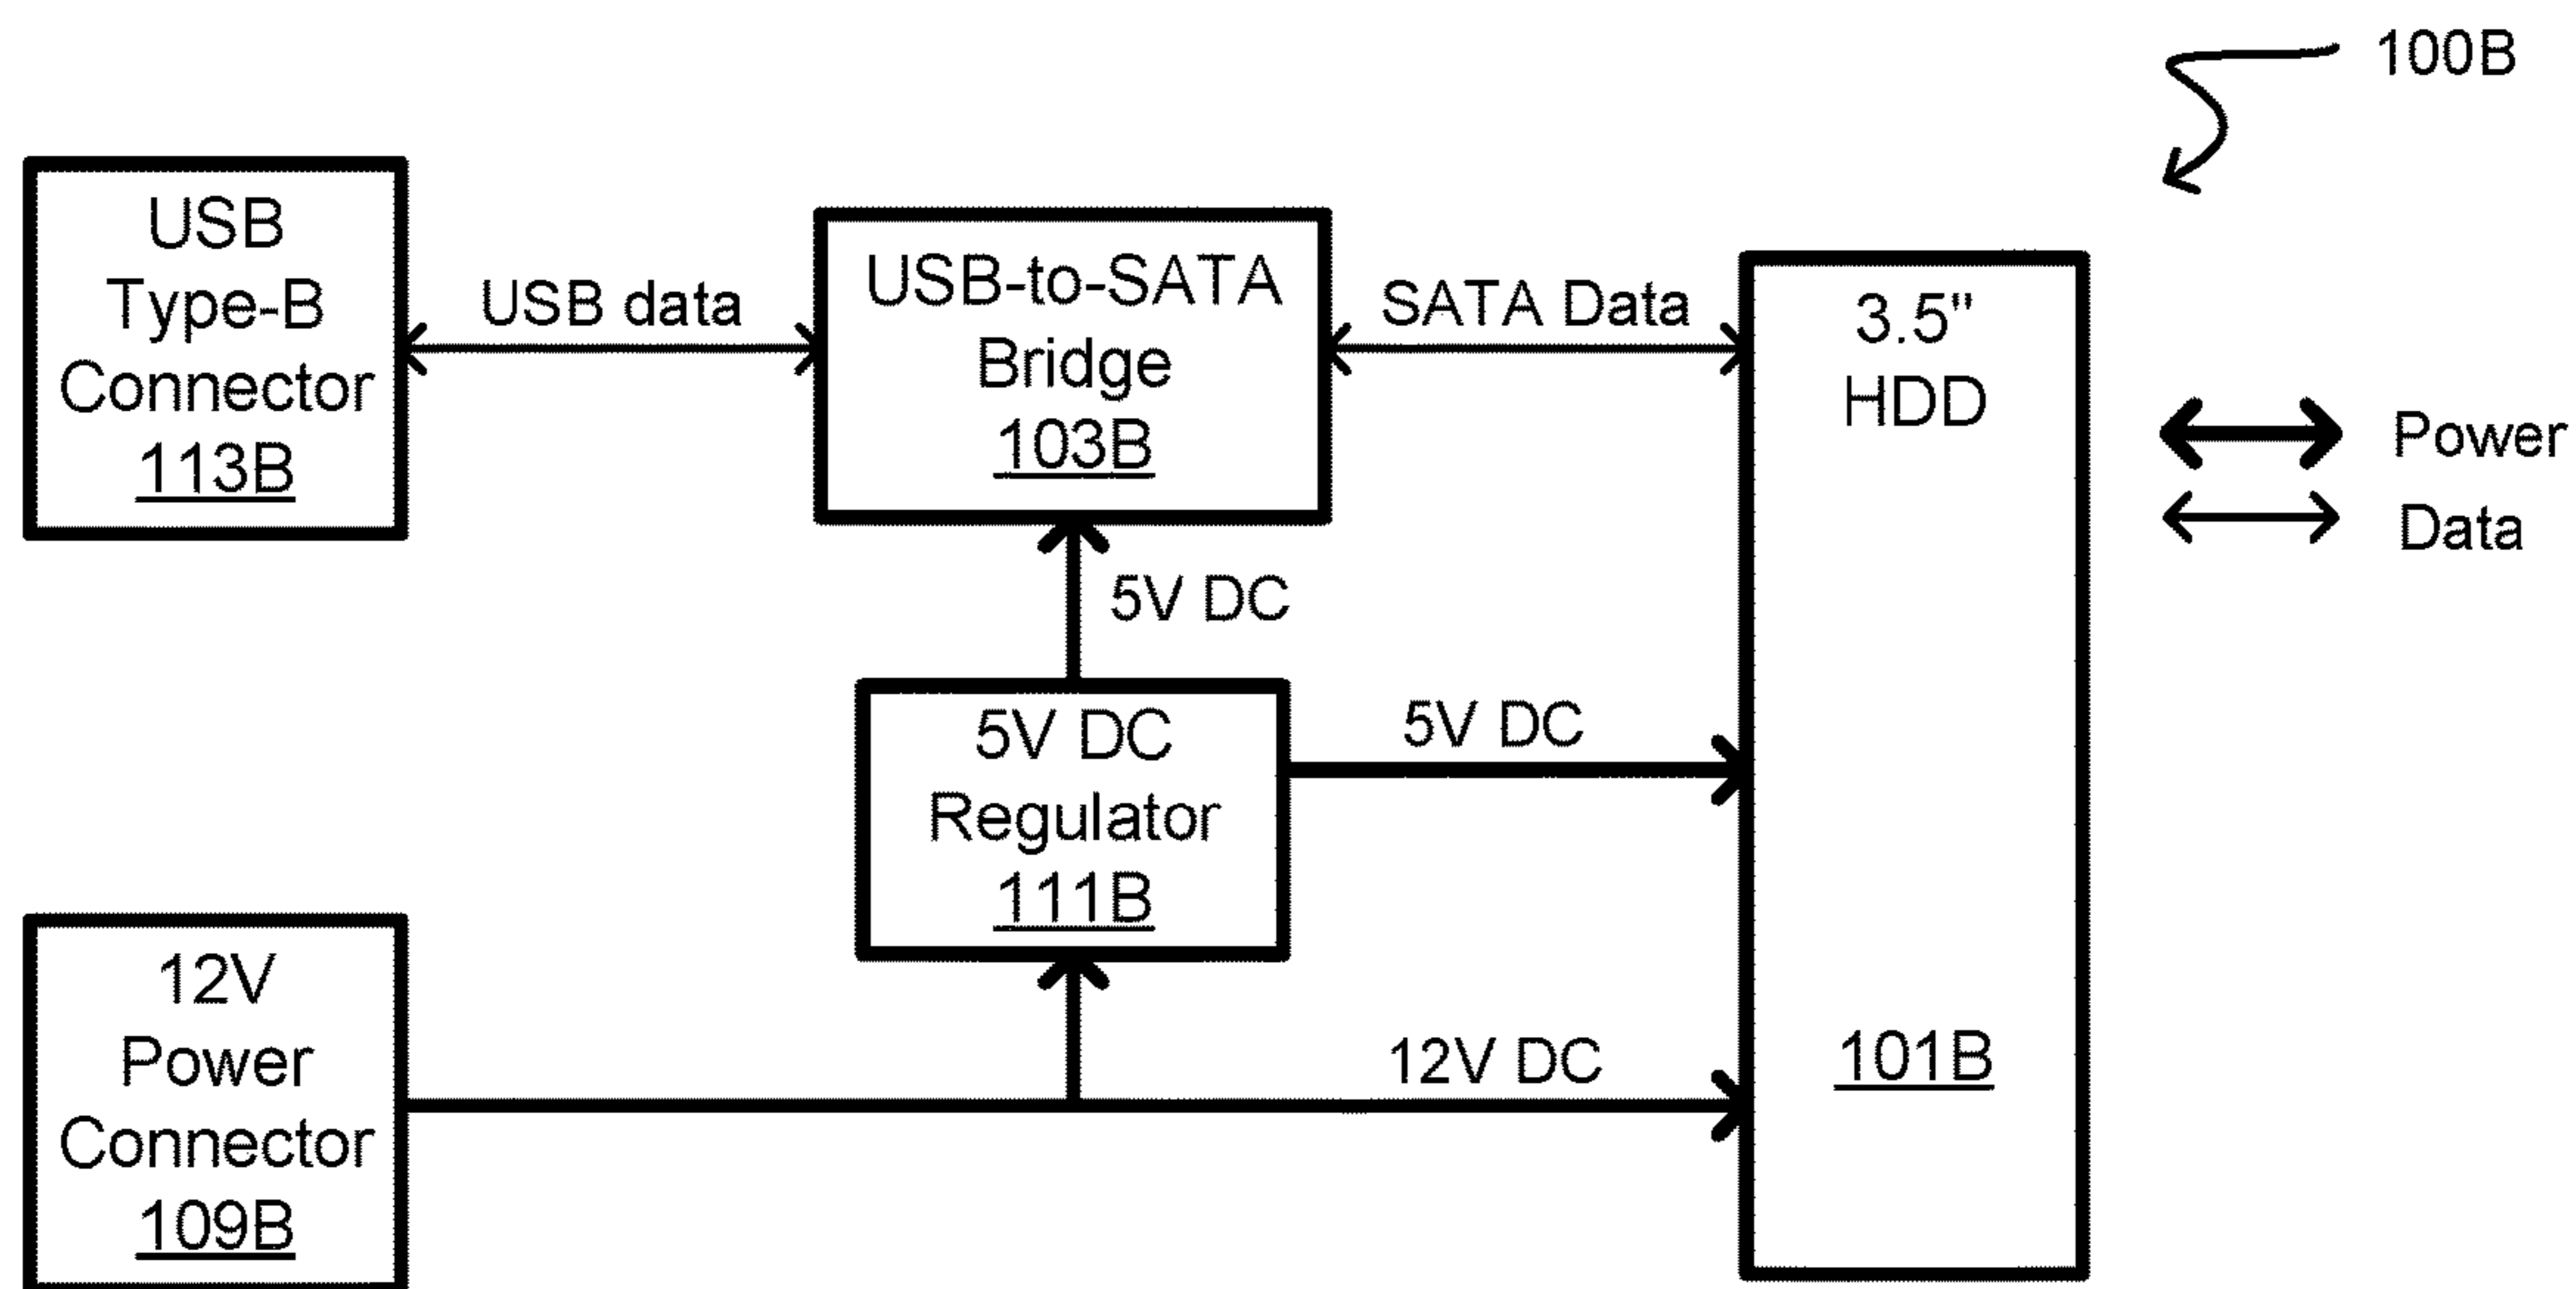 100B
USB
Type-B
Connector
113B
USB data
USB-to-SATA
Bridge
103B
SATA Data
3.5"
HDD
101B
Power
Data
5V DC
5V DC
Regulator
111B
5V DC
12V
Power
Connector
109B
12V DC